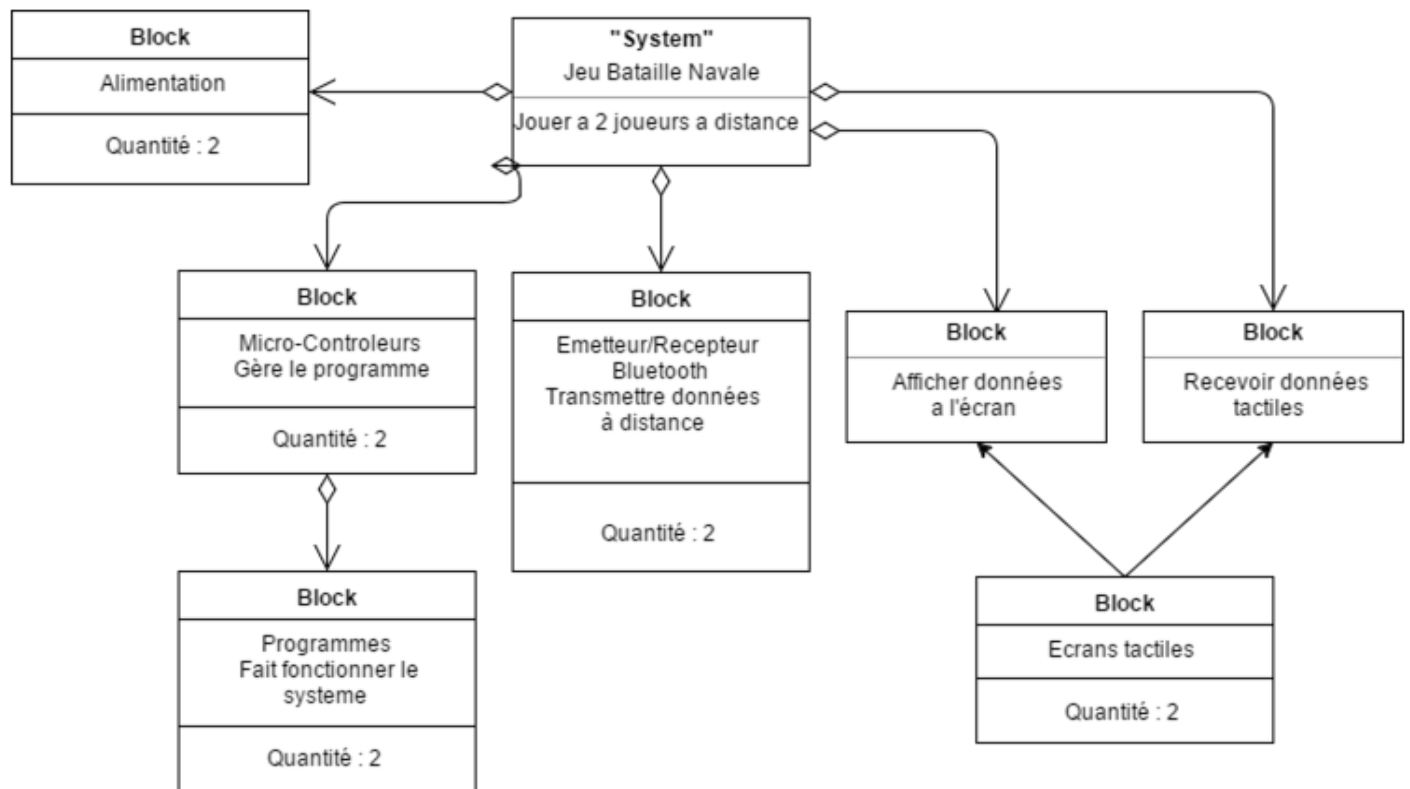 Block
Alimentation
Quantité : 2
"System"
Jeu Bataille Navale
Jouer a 2 joueurs a distance
Block
Micro-Controleurs
Gère le programme
Quantité : 2
Block
Emetteur/Recepteur
Bluetooth
Transmettre données
à distance
Quantité : 2
Block
Afficher données
a l'écran
Block
Recevoir données
tactiles
Block
Programmes
Fait fonctionner le
systeme
Quantité : 2
Block
Ecrans tactiles
Quantité : 2